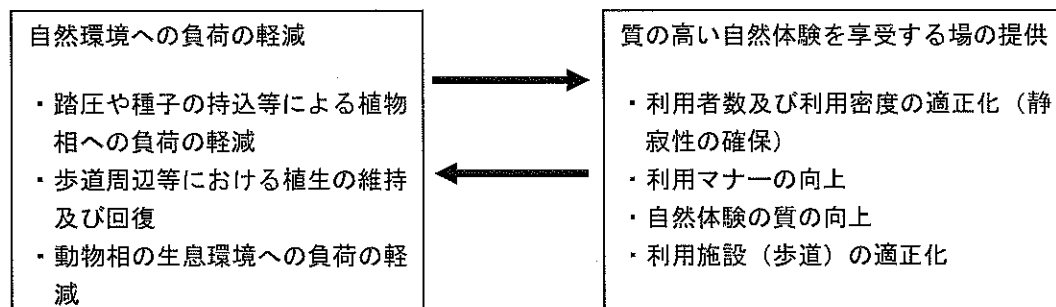 自然環境への負荷の軽減
・踏圧や種子の持込等による植物
相への負荷の軽減
・歩道周辺等における植生の維持
及び回復
・動物相の生息環境への負荷の軽
減
質の高い自然体験を享受する場の提供
・利用者数及び利用密度の適正化（静
寂性の確保）
・利用マナーの向上
・自然体験の質の向上
・利用施設（歩道）の適正化